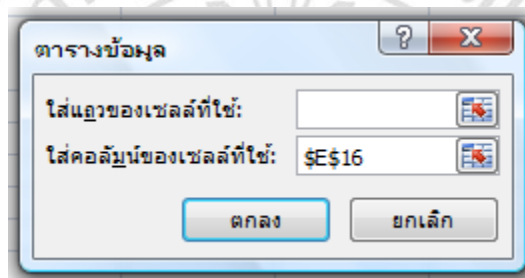 ตารางข้อมูล
ใส่แถวของเซลล์ที่ใช้:
ใส่คอลัมน์ของเซลล์ที่ใช้: $E$16
ตกลง ยกเลิก